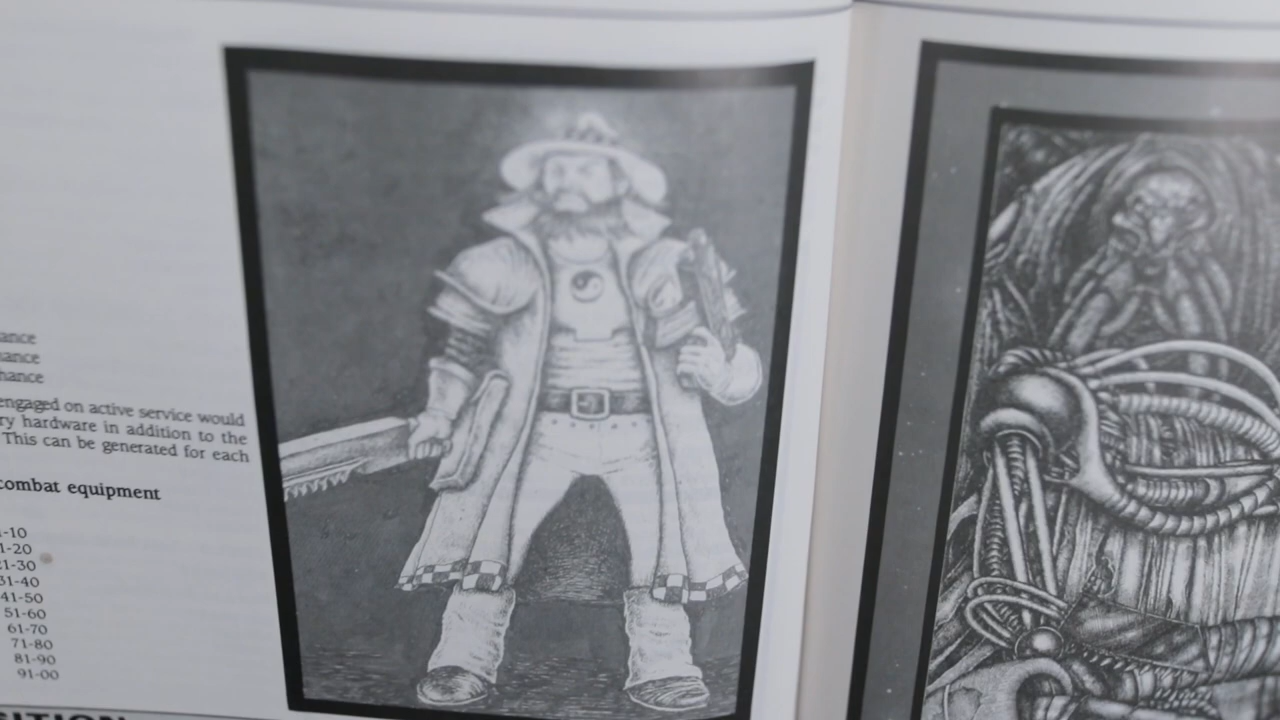 ance
ance
hance
engaged on active service would
ry hardware in addition to the
This can be generated for each
combat equipment
-10
1-20
21-30
31-40
41-50
51-60
61-70
71-80
81-90
91-00
SITION